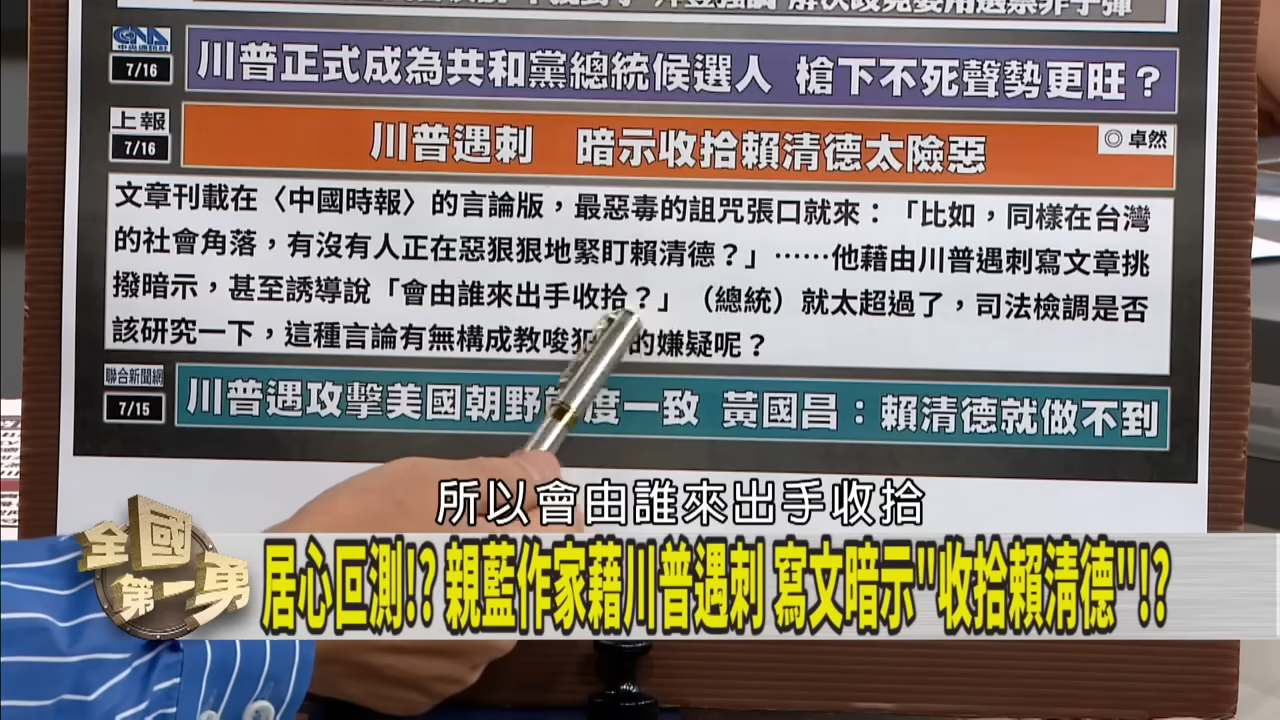 CNA
中央通訊社
7/16
川普正式成為共和黨總統候選人 槍下不死聲勢更旺？
上報
7/16
川普遇刺 暗示收拾賴清德太險惡
◎ 卓然
文章刊載在〈中國時報〉的言論版，最惡毒的詛咒張口就來：「比如，同樣在台灣
的社會角落，有沒有人正在惡狠狠地緊盯賴清德？」……他藉由川普遇刺寫文章挑
撥暗示，甚至誘導說「會由誰來出手收拾？」（總統）就太超過了，司法檢調是否
該研究一下，這種言論有無構成教唆犯 的嫌疑呢？
聯合新聞網
7/15
川普遇攻擊美國朝野態度一致 黃國昌：賴清德就做不到
所以會由誰來出手收拾
全國第一勇
居心叵測!? 親藍作家藉川普遇刺 寫文暗示"收拾賴清德"!?